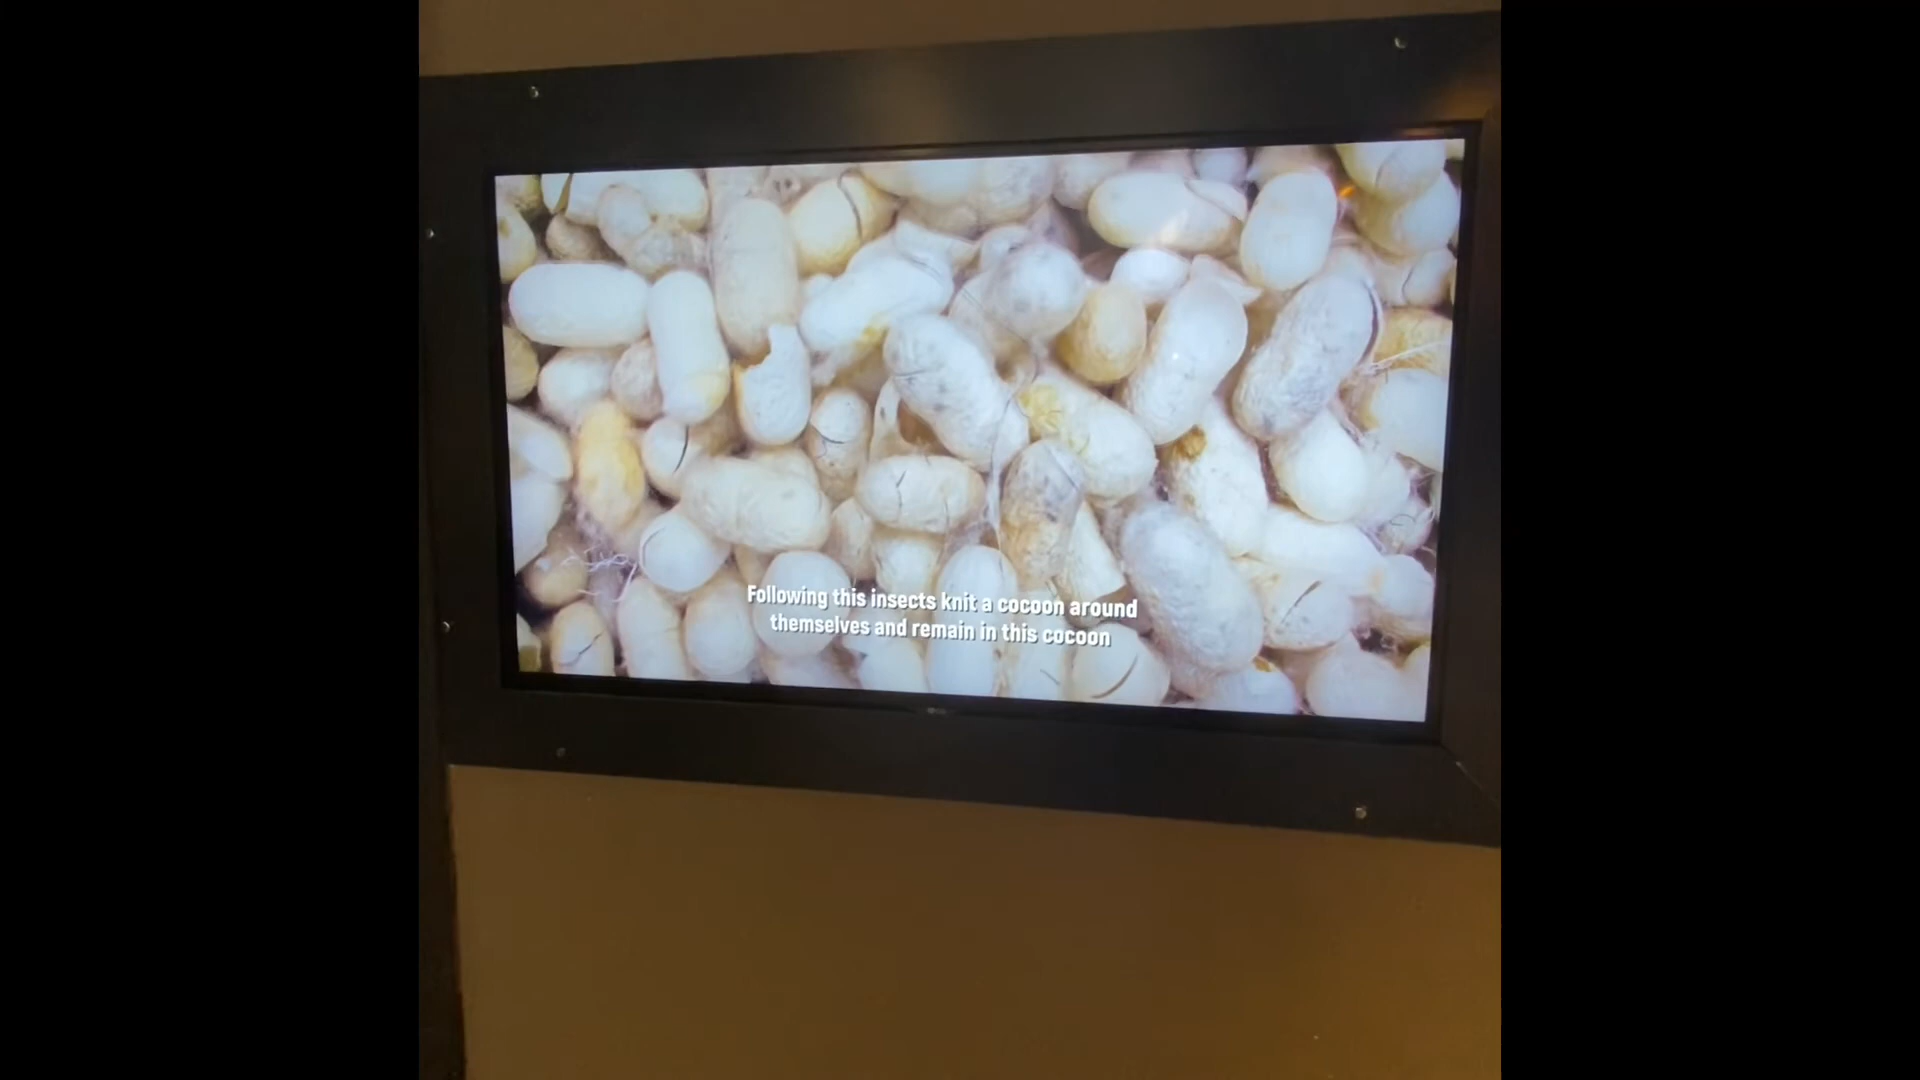 Following this insects knit a cocoon around
themselves and remain in this cocoon